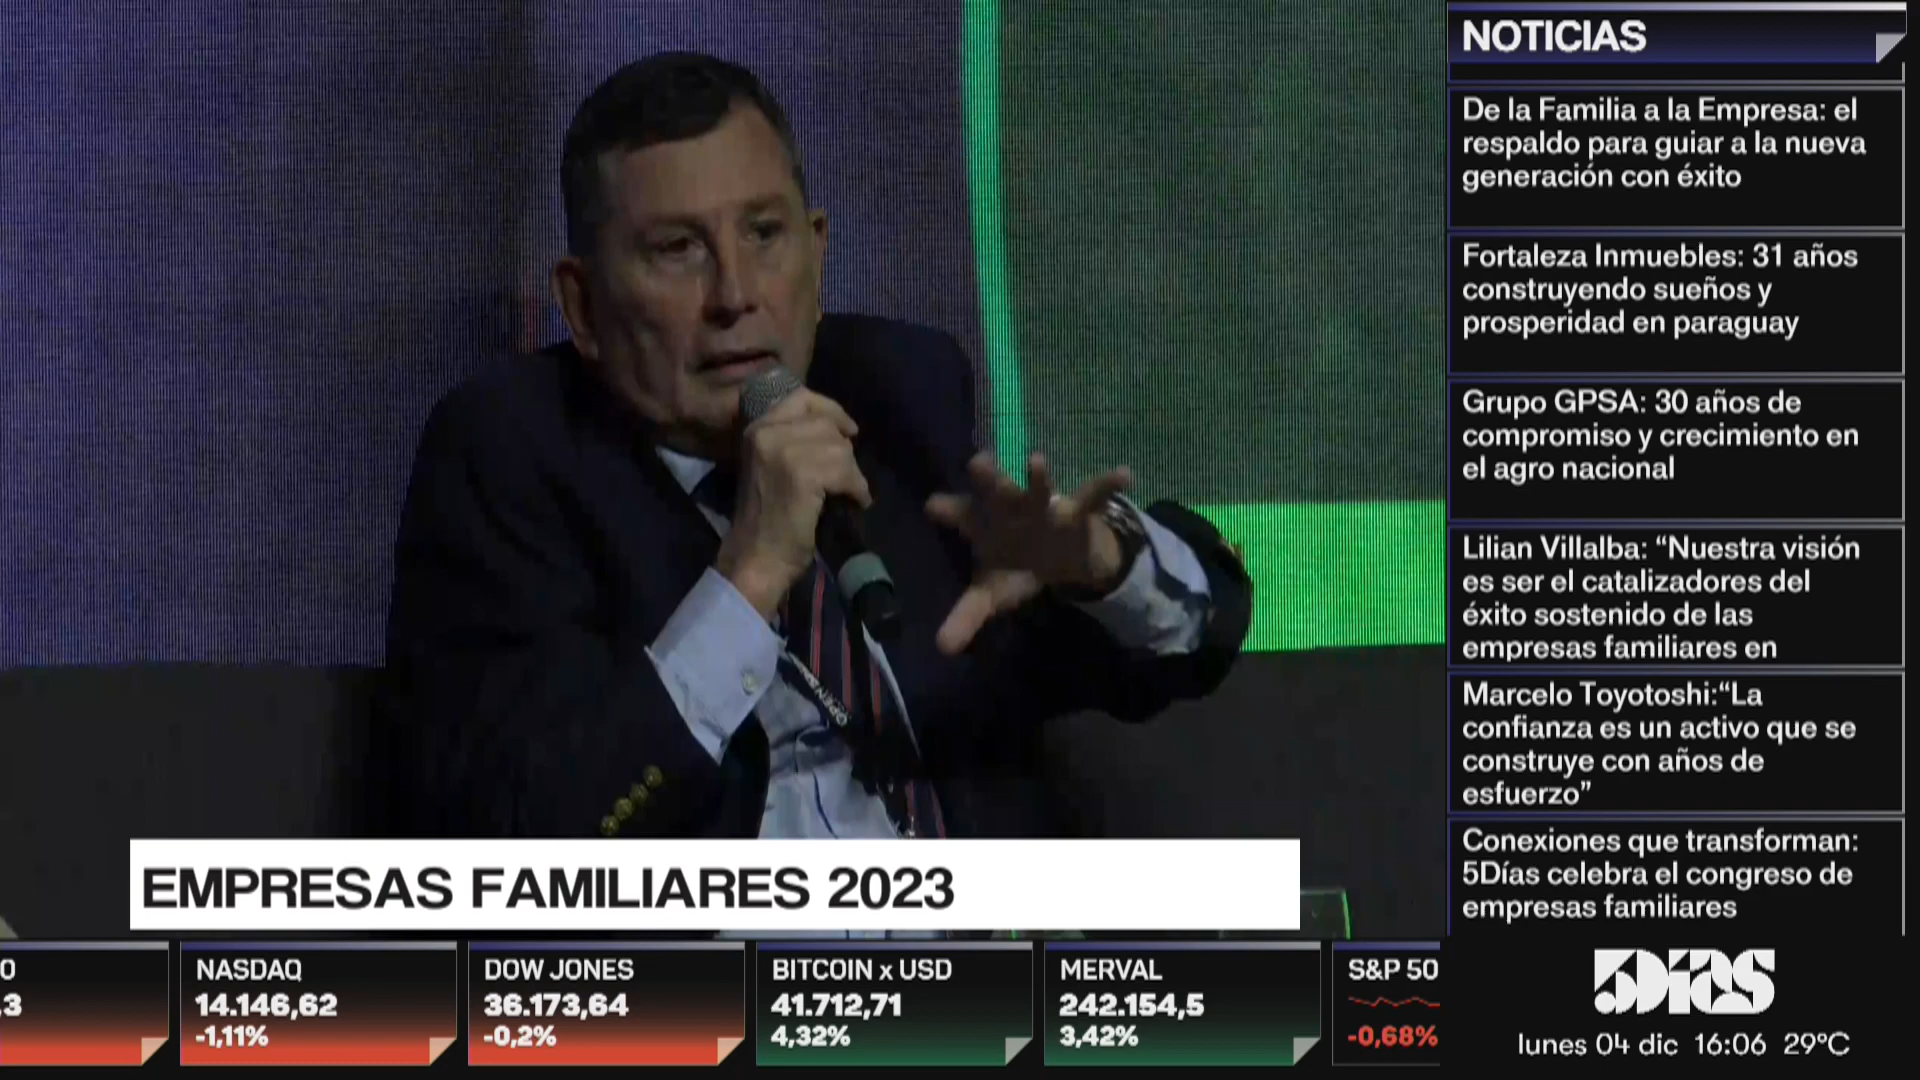 NOTICIAS
De la Familia a la Empresa: el
respaldo para guiar a la nueva
generación con éxito
Fortaleza Inmuebles: 31 años
construyendo sueños y
prosperidad en paraguay
Grupo GPSA: 30 años de
compromiso y crecimiento en
el agro nacional
Lilian Villalba: “Nuestra visión
es ser el catalizadores del
éxito sostenido de las
empresas familiares en
Marcelo Toyotoshi:“La
confianza es un activo que se
construye con años de
esfuerzo”
Conexiones que transforman:
5Días celebra el congreso de
empresas familiares
OPEN
EMPRESAS FAMILIARES 2023
0
.3
NASDAQ
14.146,62
-1,11%
DOW JONES
36.173,64
-0,2%
BITCOIN x USD
41.712,71
4,32%
MERVAL
242.154,5
3,42%
S&P 50
-0,68%
5Días
lunes 04 dic 16:06 29°C